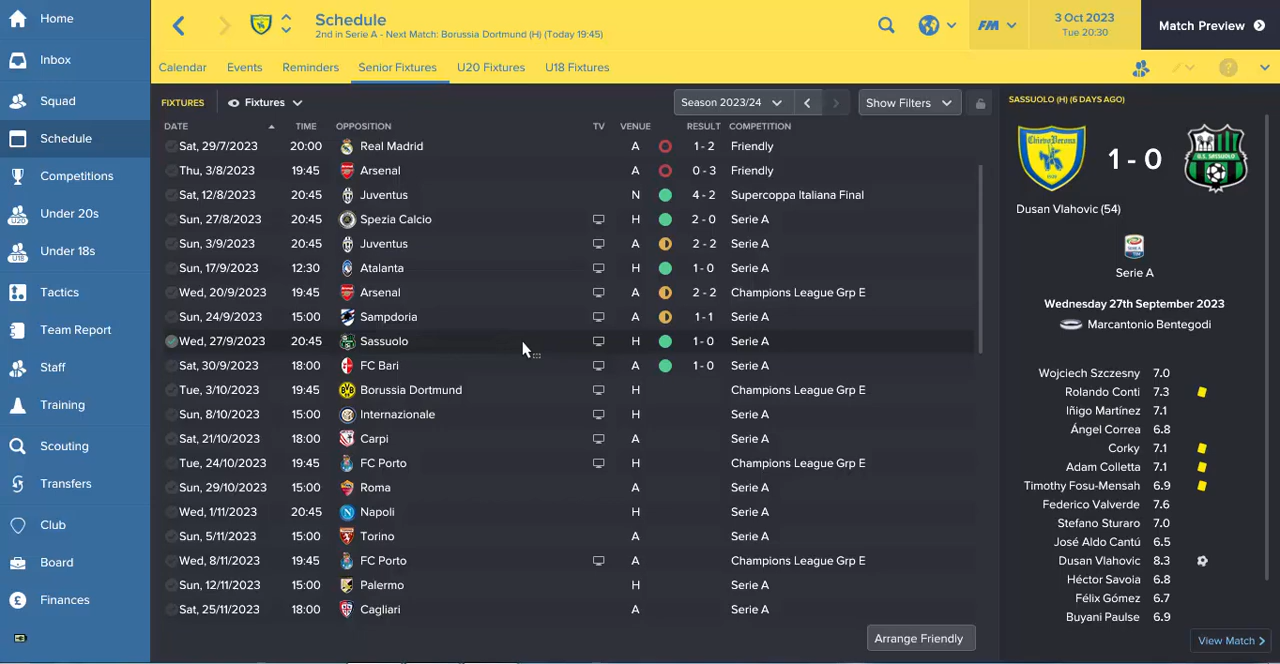 Home
Inbox
Squad
Schedule
Competitions
Under 20s
Under 18s
Tactics
Team Report
Staff
Training
Scouting
Transfers
Club
Board
Finances
Schedule
2nd in Serie A - Next Match: Borussia Dortmund (H) (Today 19:45)
FM
3 Oct 2023
Tue 20:30
Match Preview
Calendar Events Reminders Senior Fixtures U20 Fixtures U18 Fixtures
FIXTURES Fixtures Season 2023/24 Show Filters
DATE TIME OPPOSITION TV VENUE RESULT COMPETITION
Sat, 29/7/2023 20:00 Real Madrid A 1 - 2 Friendly
Thu, 3/8/2023 19:45 Arsenal A 0 - 3 Friendly
Sat, 12/8/2023 20:45 Juventus N 4 - 2 Supercoppa Italiana Final
Sun, 27/8/2023 20:45 Spezia Calcio H 2 - 0 Serie A
Sun, 3/9/2023 20:45 Juventus A 2 - 2 Serie A
Sun, 17/9/2023 12:30 Atalanta H 1 - 0 Serie A
Wed, 20/9/2023 19:45 Arsenal A 2 - 2 Champions League Grp E
Sun, 24/9/2023 15:00 Sampdoria A 1 - 1 Serie A
Wed, 27/9/2023 20:45 Sassuolo H 1 - 0 Serie A
Sat, 30/9/2023 18:00 FC Bari A 1 - 0 Serie A
Tue, 3/10/2023 19:45 Borussia Dortmund H Champions League Grp E
Sun, 8/10/2023 15:00 Internazionale H Serie A
Sat, 21/10/2023 18:00 Carpi A Serie A
Tue, 24/10/2023 19:45 FC Porto H Champions League Grp E
Sun, 29/10/2023 15:00 Roma A Serie A
Wed, 1/11/2023 20:45 Napoli H Serie A
Sun, 5/11/2023 15:00 Torino A Serie A
Wed, 8/11/2023 19:45 FC Porto A Champions League Grp E
Sun, 12/11/2023 15:00 Palermo H Serie A
Sat, 25/11/2023 18:00 Cagliari A Serie A
Arrange Friendly
SASSUOLO (H) (6 DAYS AGO)
1 - 0
Dusan Vlahovic (54)
Serie A
Wednesday 27th September 2023
Marcantonio Bentegodi
Wojciech Szczesny 7.0
Rolando Conti 7.3
Iñigo Martínez 7.1
Ángel Correa 6.8
Corky 7.1
Adam Colletta 7.1
Timothy Fosu-Mensah 6.9
Federico Valverde 7.6
Stefano Sturaro 7.0
José Aldo Cantú 6.5
Dusan Vlahovic 8.3
Héctor Savoia 6.8
Félix Gómez 6.7
Buyani Paulse 6.9
View Match